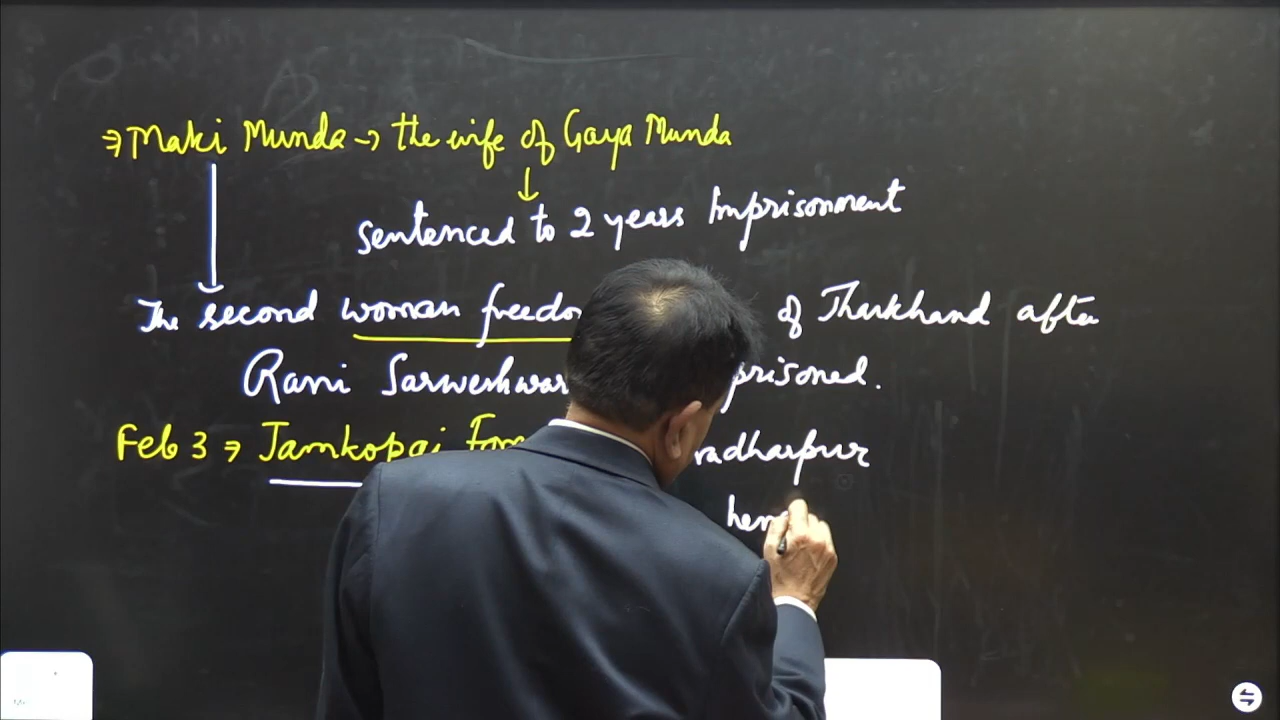 ⇒ Maki Munda → the wife of Gaya Munda
↓
sentenced to 2 years Imprisonment
The second woman freedo of Jharkhand after
Rani Sarweshwar prisoned.
Feb 3 → Jamkopai radharpur